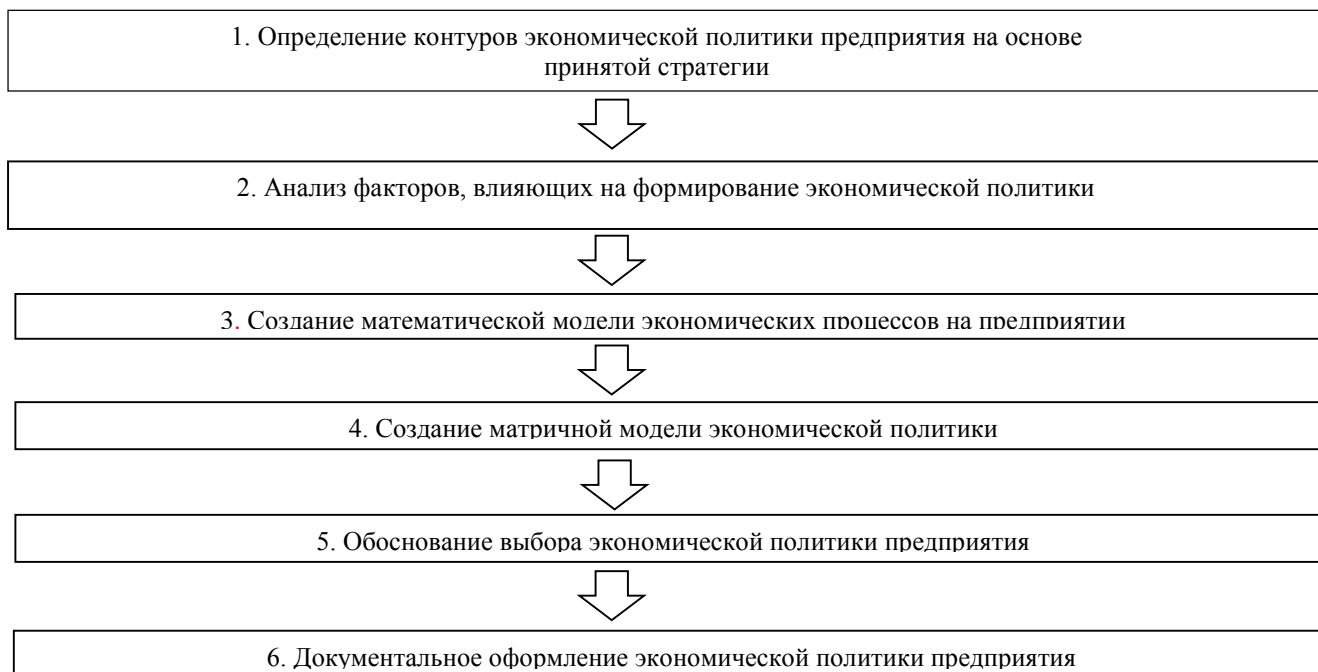 1. Определение контуров экономической политики предприятия на основе
принятой стратегии
2. Анализ факторов, влияющих на формирование экономической политики
3. Создание математической модели экономических процессов на предприятии
4. Создание матричной модели экономической политики
5. Обоснование выбора экономической политики предприятия
6. Документальное оформление экономической политики предприятия